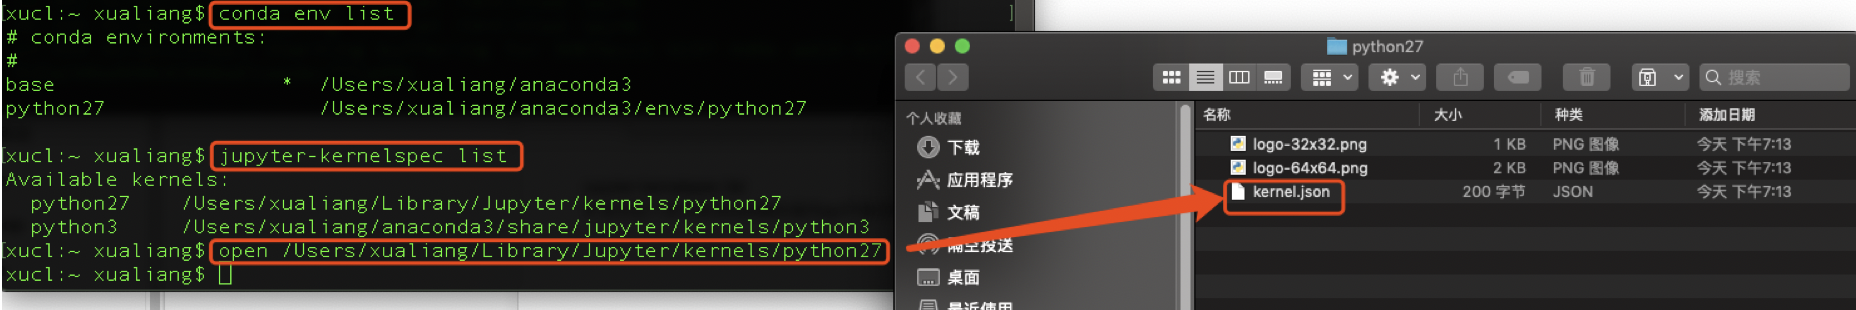 xucl:~ xualiang$ conda env list
# conda environments:
#
base * /Users/xualiang/anaconda3
python27 /Users/xualiang/anaconda3/envs/python27
xucl:~ xualiang$ jupyter-kernelspec list
Available kernels:
python27 /Users/xualiang/Library/Jupyter/kernels/python27
python3 /Users/xualiang/anaconda3/share/jupyter/kernels/python3
xucl:~ xualiang$ open /Users/xualiang/Library/Jupyter/kernels/python27
xucl:~ xualiang$
python27
搜索
个人收藏
下载
应用程序
文稿
隔空投送
桌面
最近使用
名称 大小 种类 添加日期
logo-32x32.png 1 KB PNG 图像 今天 下午7:13
logo-64x64.png 2 KB PNG 图像 今天 下午7:13
kernel.json 200 字节 JSON 今天 下午7:13